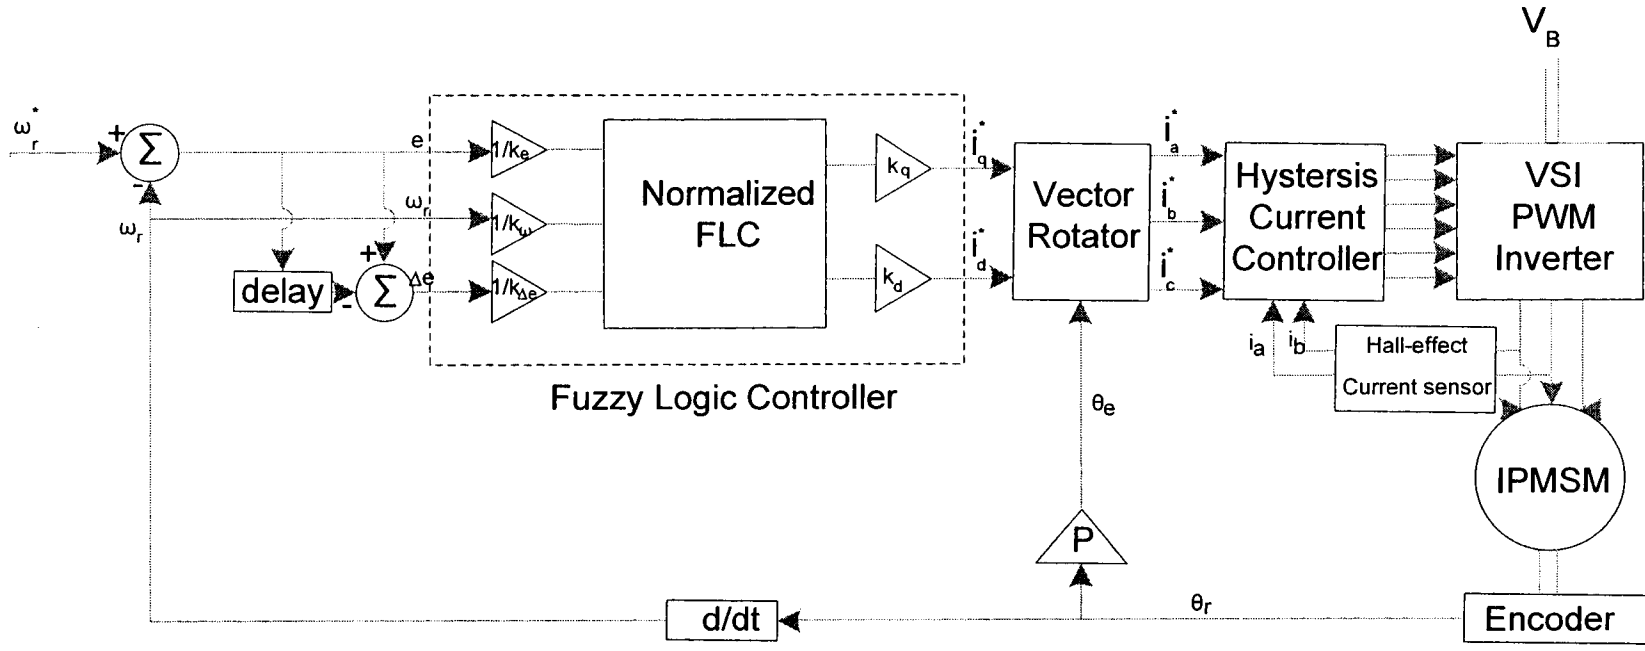 V_B
ω_r^*
+
Σ
-
e
1/k_e
Normalized
FLC
k_q
i_q^*
Vector
Rotator
i_a^*
i_b^*
i_c^*
Hystersis
Current
Controller
VSI
PWM
Inverter
ω_r
ω_r
1/k_ω
+
delay
-
Σ
Δe
1/k_Δe
k_d
i_d^*
Fuzzy Logic Controller
i_a
i_b
Hall-effect
Current sensor
θ_e
IPMSM
P
d/dt
θ_r
Encoder